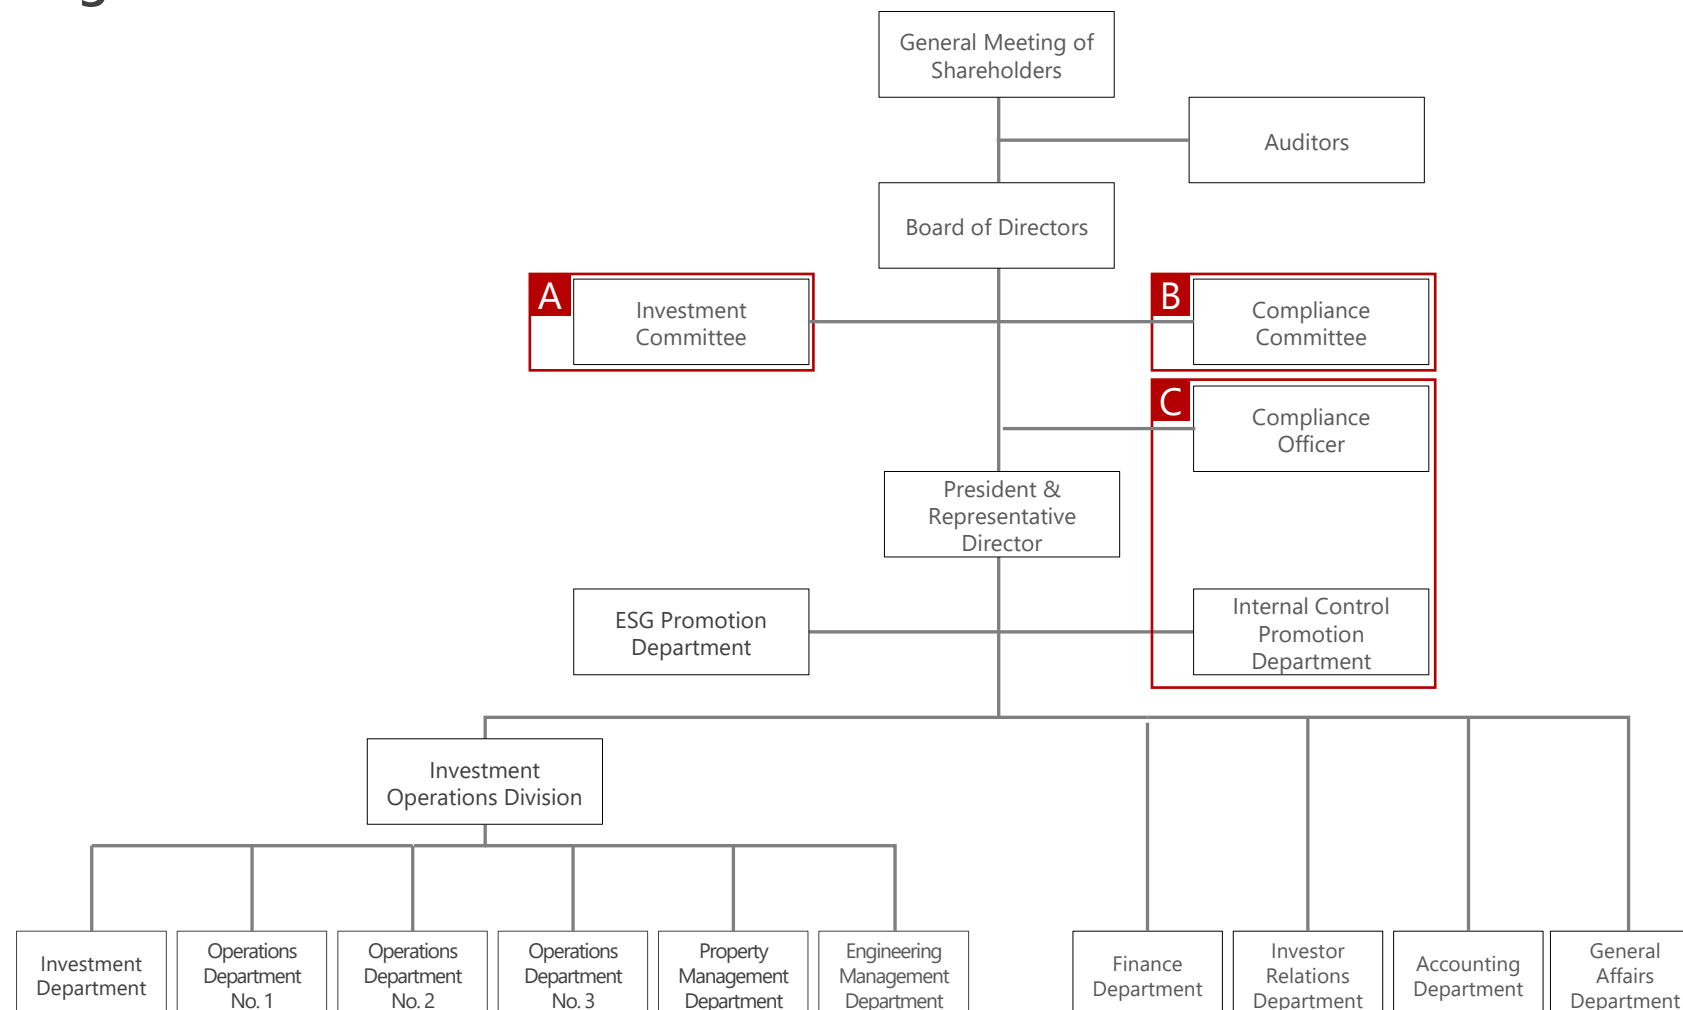 General Meeting of
Shareholders
Auditors
Board of Directors
A
Investment
Committee
B
Compliance
Committee
C
Compliance
Officer
President &
Representative
Director
ESG Promotion
Department
Internal Control
Promotion
Department
Investment
Operations Division
Investment
Department
Operations
Department
No. 1
Operations
Department
No. 2
Operations
Department
No. 3
Property
Management
Department
Engineering
Management
Department
Finance
Department
Investor
Relations
Department
Accounting
Department
General
Affairs
Department